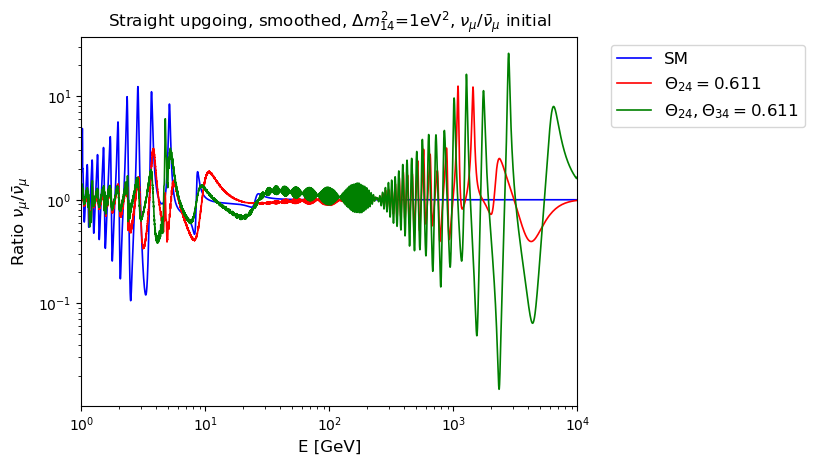 Straight upgoing, smoothed, Δm²₁₄=1eV², ν_μ/ν̄_μ initial
SM
Θ₂₄ = 0.611
Θ₂₄, Θ₃₄ = 0.611
Ratio ν_μ/ν̄_μ
10¹
10⁰
10⁻¹
10⁰ 10¹ 10² 10³ 10⁴
E [GeV]